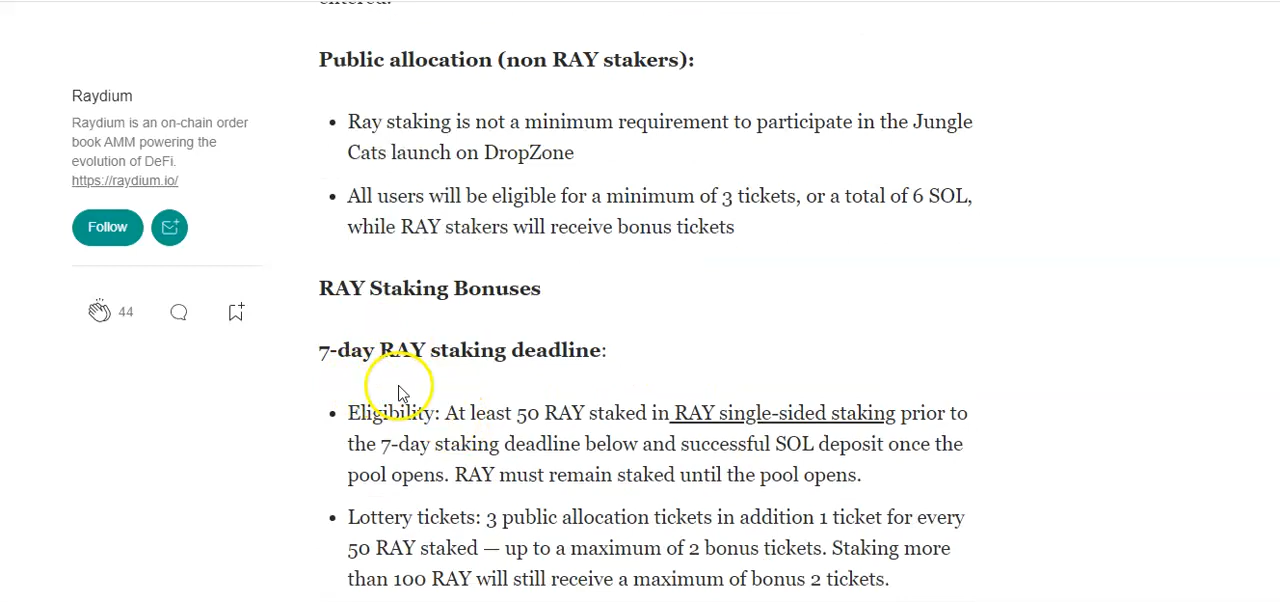 entered.
Public allocation (non RAY stakers):
Raydium
Raydium is an on-chain order
book AMM powering the
evolution of DeFi.
https://raydium.io/
Follow
44
• Ray staking is not a minimum requirement to participate in the Jungle
Cats launch on DropZone
• All users will be eligible for a minimum of 3 tickets, or a total of 6 SOL,
while RAY stakers will receive bonus tickets
RAY Staking Bonuses
7-day RAY staking deadline:
• Eligibility: At least 50 RAY staked in RAY single-sided staking prior to
the 7-day staking deadline below and successful SOL deposit once the
pool opens. RAY must remain staked until the pool opens.
• Lottery tickets: 3 public allocation tickets in addition 1 ticket for every
50 RAY staked — up to a maximum of 2 bonus tickets. Staking more
than 100 RAY will still receive a maximum of bonus 2 tickets.